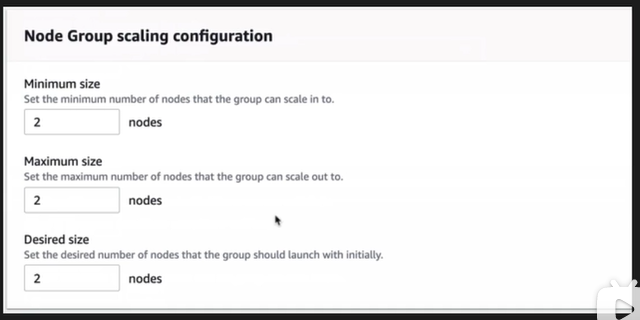 Node Group scaling configuration
Minimum size
Set the minimum number of nodes that the group can scale in to.
2 nodes
Maximum size
Set the maximum number of nodes that the group can scale out to.
2 nodes
Desired size
Set the desired number of nodes that the group should launch with initially.
2 nodes